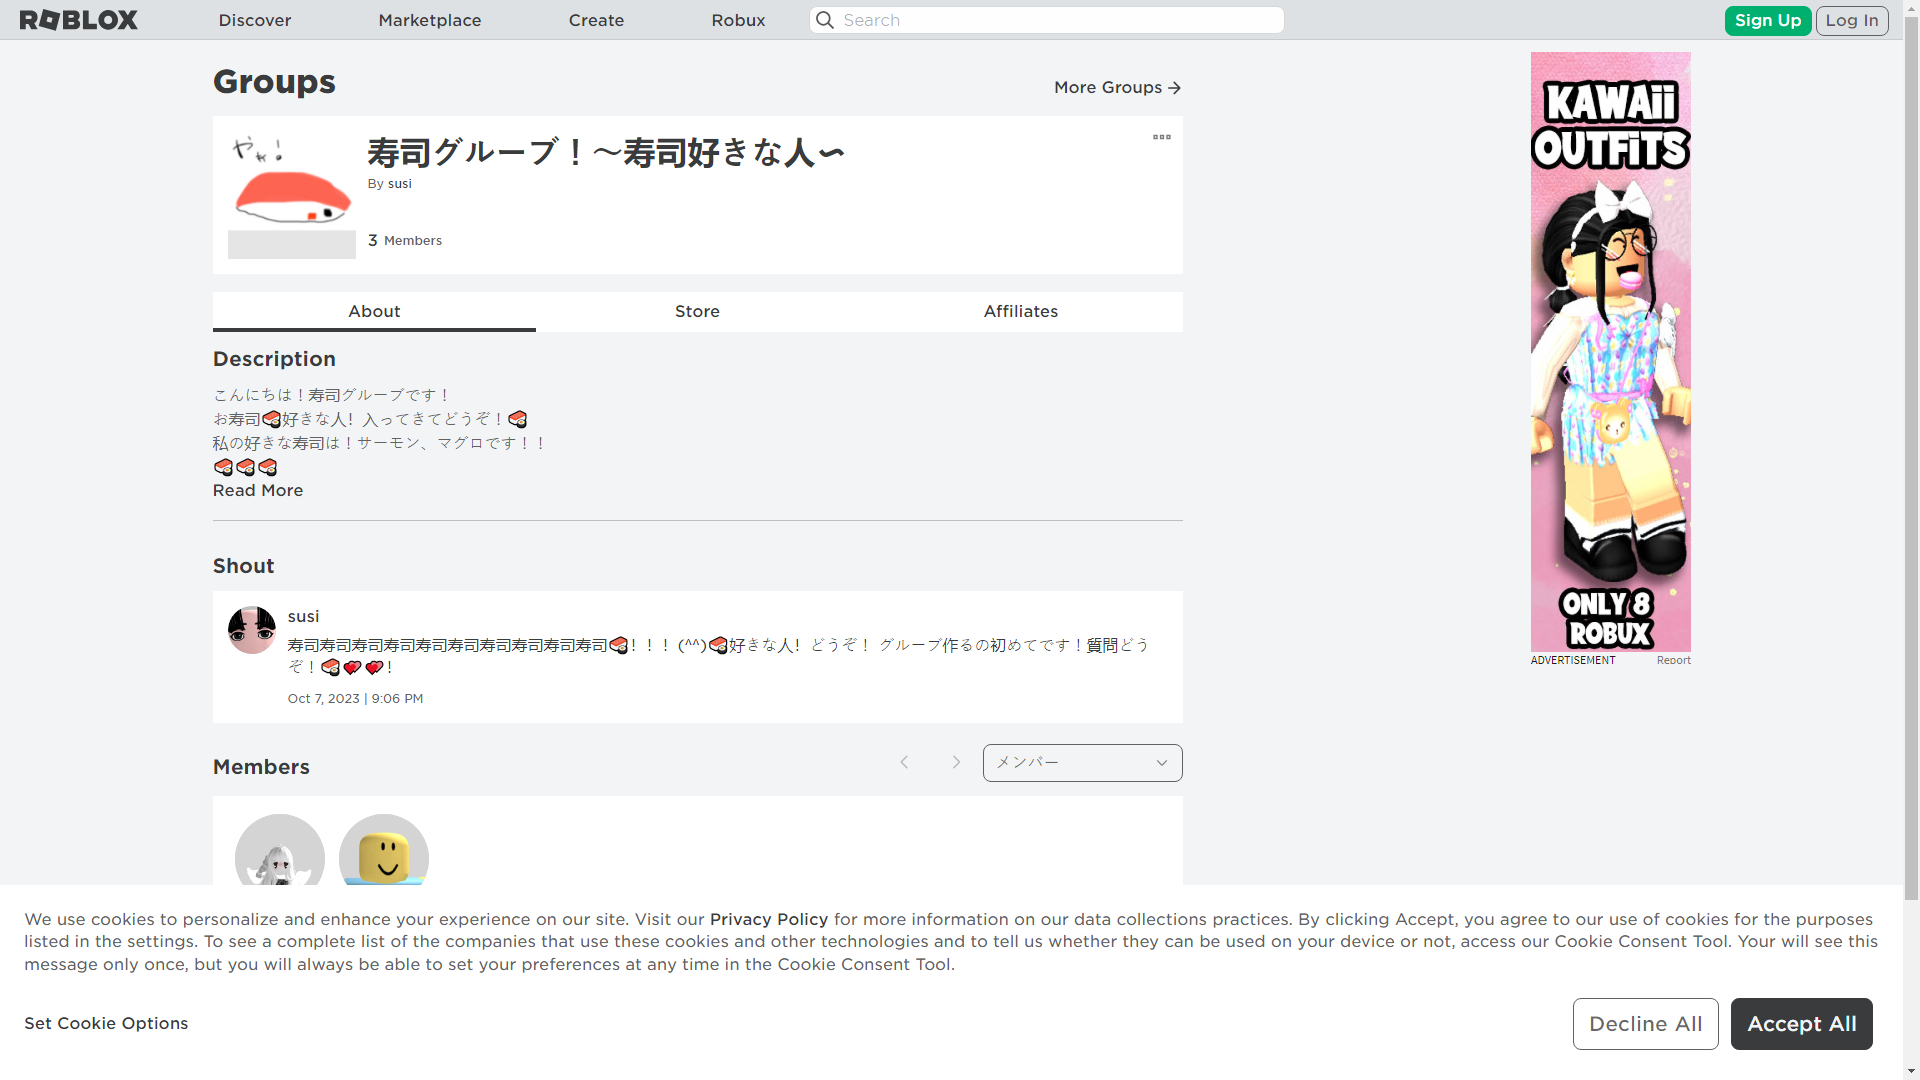 ROBLOX
Discover
Marketplace
Create
Robux
Search
Sign Up
Log In
Groups
More Groups
寿司グループ！～寿司好きな人～
By susi
3 Members
About
Store
Affiliates
Description
こんにちは！寿司グループです！
お寿司🍣好きな人！入ってきてどうぞ！🍣
私の好きな寿司は！サーモン、マグロです！！
🍣🍣🍣
Read More
Shout
susi
寿司寿司寿司寿司寿司寿司寿司寿司寿司寿司🍣！！！(^^)🍣好きな人！どうぞ！ グループ作るの初めてです！質問どう
ぞ！🍣💕💕！
Oct 7, 2023 | 9:06 PM
Members
メンバー
KAWAii
OUTFiTS
ONLY 8
ROBUX
ADVERTISEMENT
Report
We use cookies to personalize and enhance your experience on our site. Visit our Privacy Policy for more information on our data collections practices. By clicking Accept, you agree to our use of cookies for the purposes
listed in the settings. To see a complete list of the companies that use these cookies and other technologies and to tell us whether they can be used on your device or not, access our Cookie Consent Tool. Your will see this
message only once, but you will always be able to set your preferences at any time in the Cookie Consent Tool.
Set Cookie Options
Decline All
Accept All